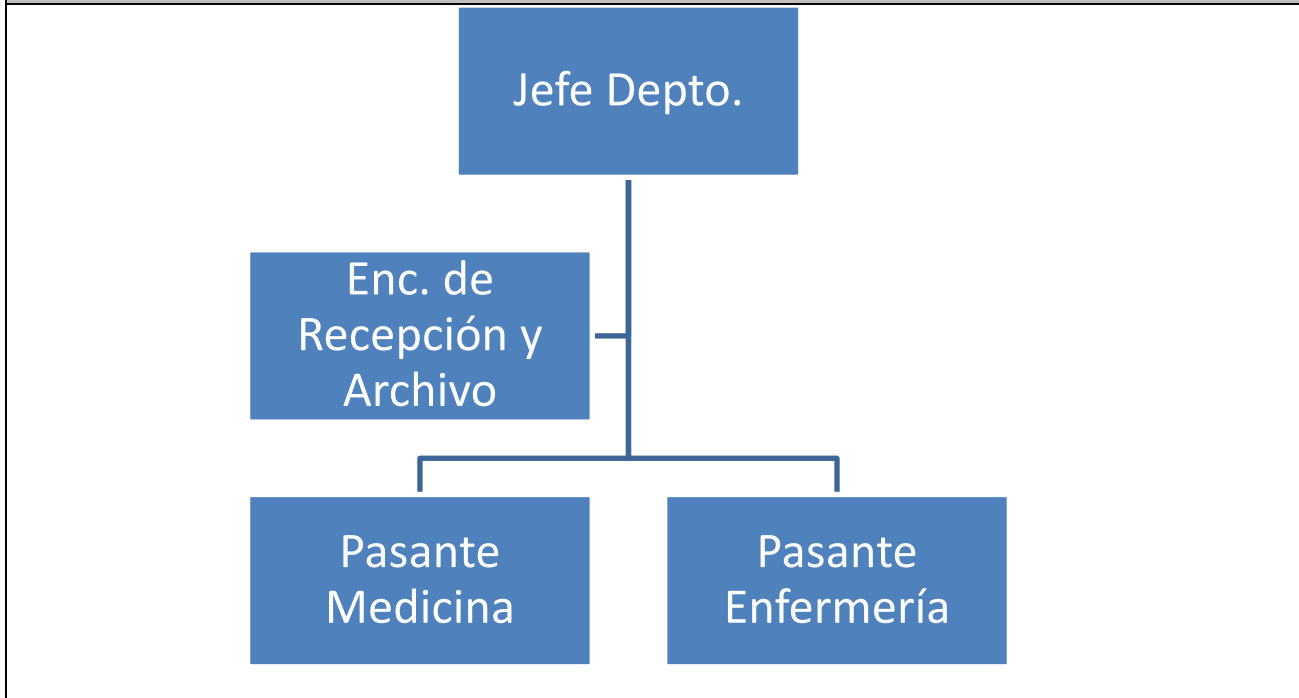 Jefe Depto.
Enc. de
Recepción y
Archivo
Pasante
Medicina
Pasante
Enfermería